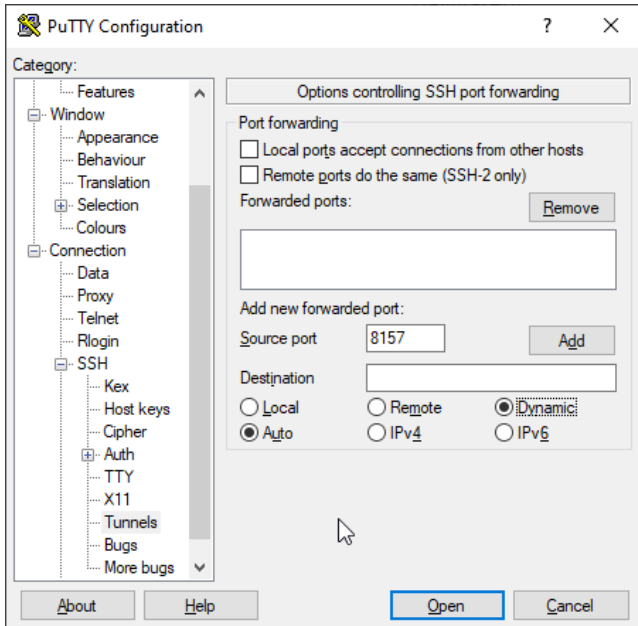 PuTTY Configuration
Category:
Features
Window
Appearance
Behaviour
Translation
Selection
Colours
Connection
Data
Proxy
Telnet
Rlogin
SSH
Kex
Host keys
Cipher
Auth
TTY
X11
Tunnels
Bugs
More bugs
Options controlling SSH port forwarding
Port forwarding
Local ports accept connections from other hosts
Remote ports do the same (SSH-2 only)
Forwarded ports:
Remove
Add new forwarded port:
Source port 8157 Add
Destination
Local Remote Dynamic
Auto IPv4 IPv6
About Help Open Cancel